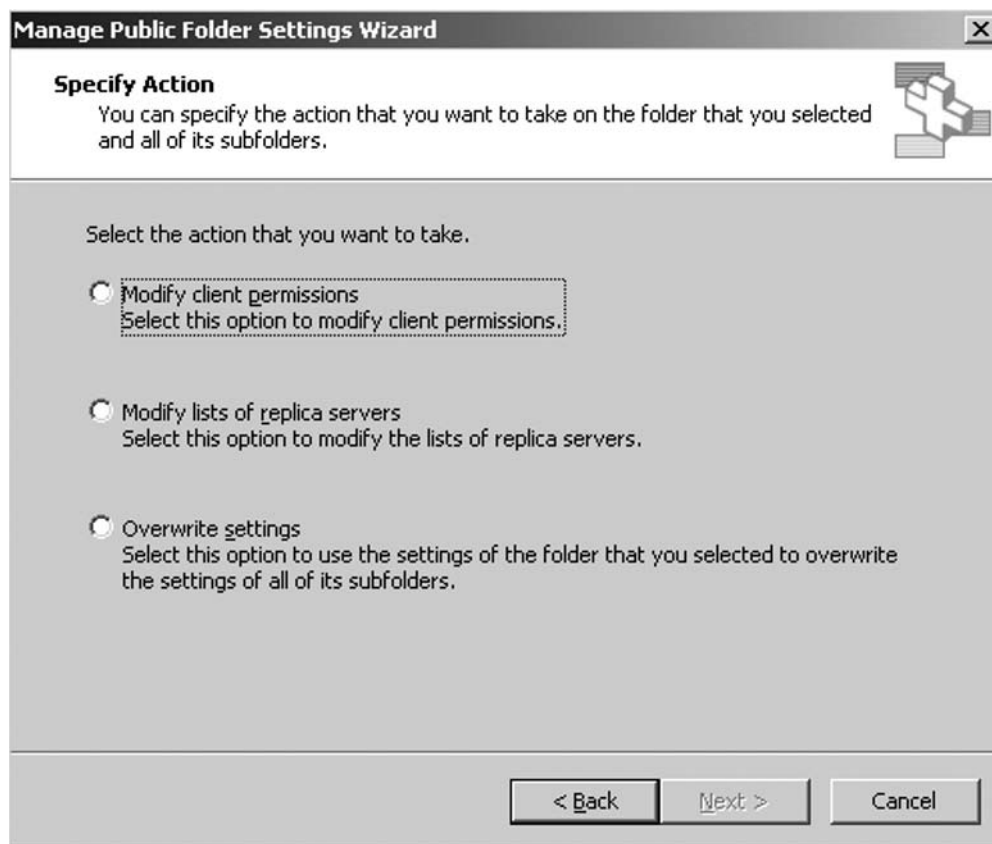 Manage Public Folder Settings Wizard
Specify Action
You can specify the action that you want to take on the folder that you selected
and all of its subfolders.
Select the action that you want to take.
Modify client permissions
Select this option to modify client permissions.
Modify lists of replica servers
Select this option to modify the lists of replica servers.
Overwrite settings
Select this option to use the settings of the folder that you selected to overwrite
the settings of all of its subfolders.
< Back Next > Cancel